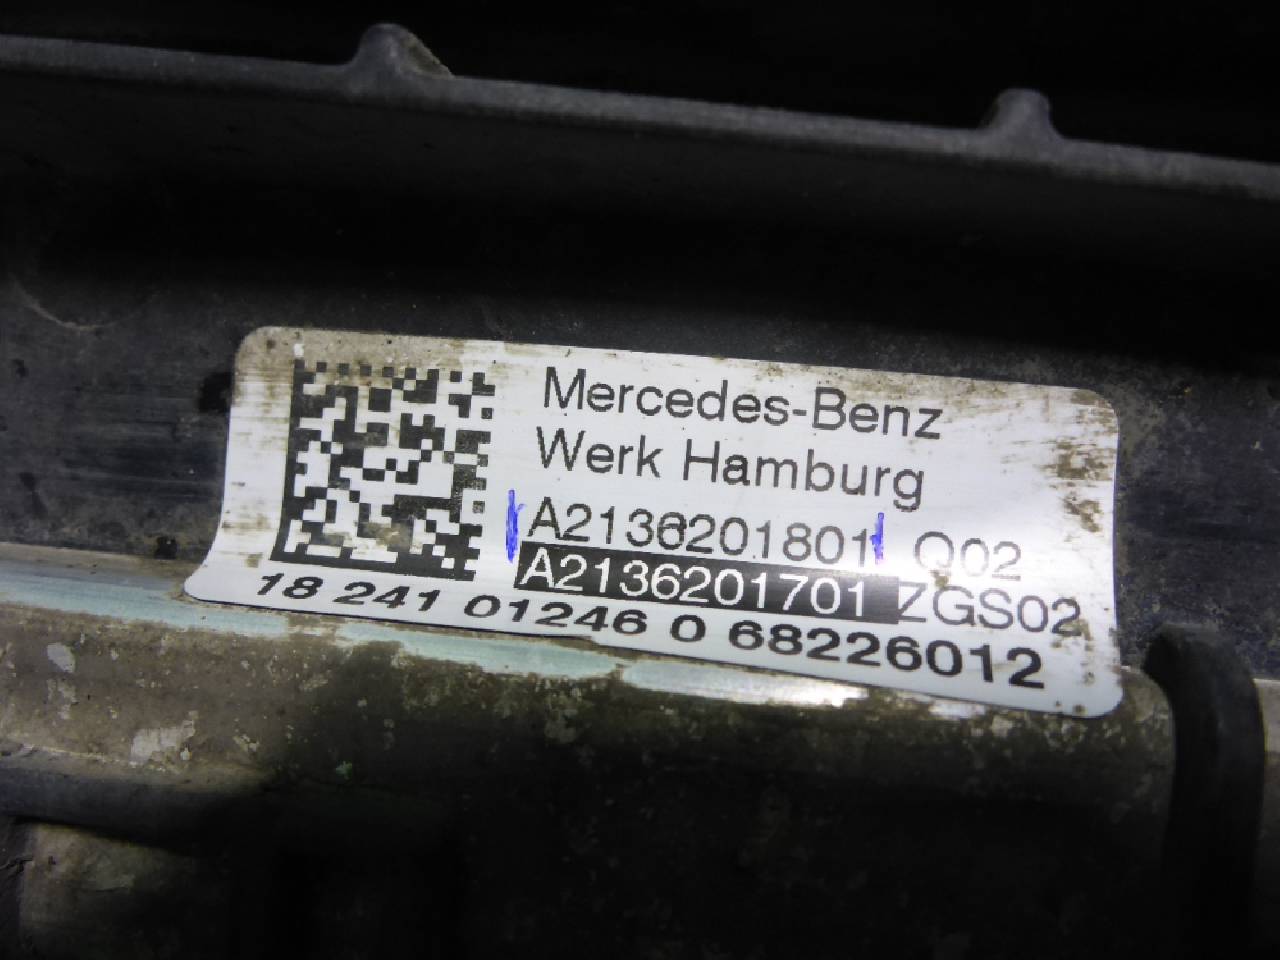 Mercedes-Benz
Werk Hamburg
A2136201801 Q02
A2136201701 ZGS02
18 241 01246 0 68226012